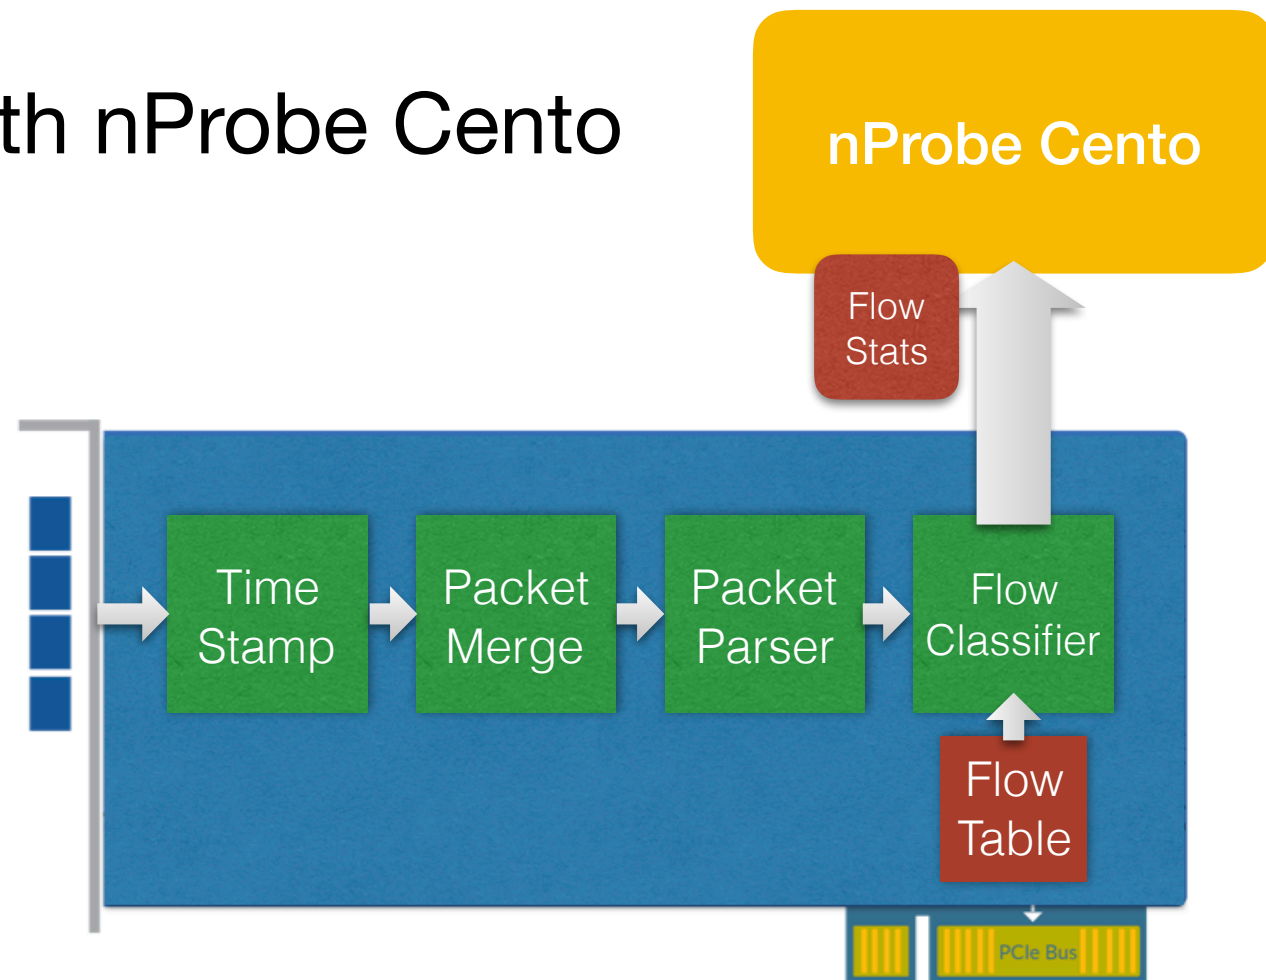 th nProbe Cento
nProbe Cento
Flow
Stats
Time
Stamp
Packet
Merge
Packet
Parser
Flow
Classifier
Flow
Table
PCIe Bus